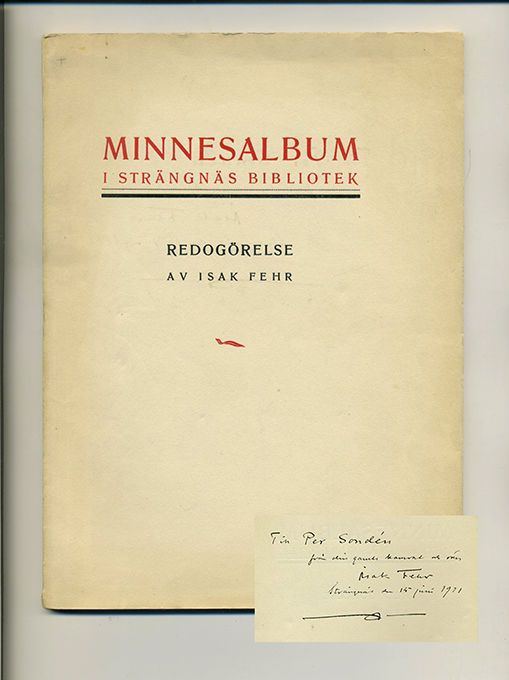 MINNESALBUM
I STRÄNGNÄS BIBLIOTEK
REDOGÖRELSE
AV ISAK FEHR
Till Per Sondén
från din gamle kamrat och vän
Isak Fehr
Strängnäs den 15 juni 1921